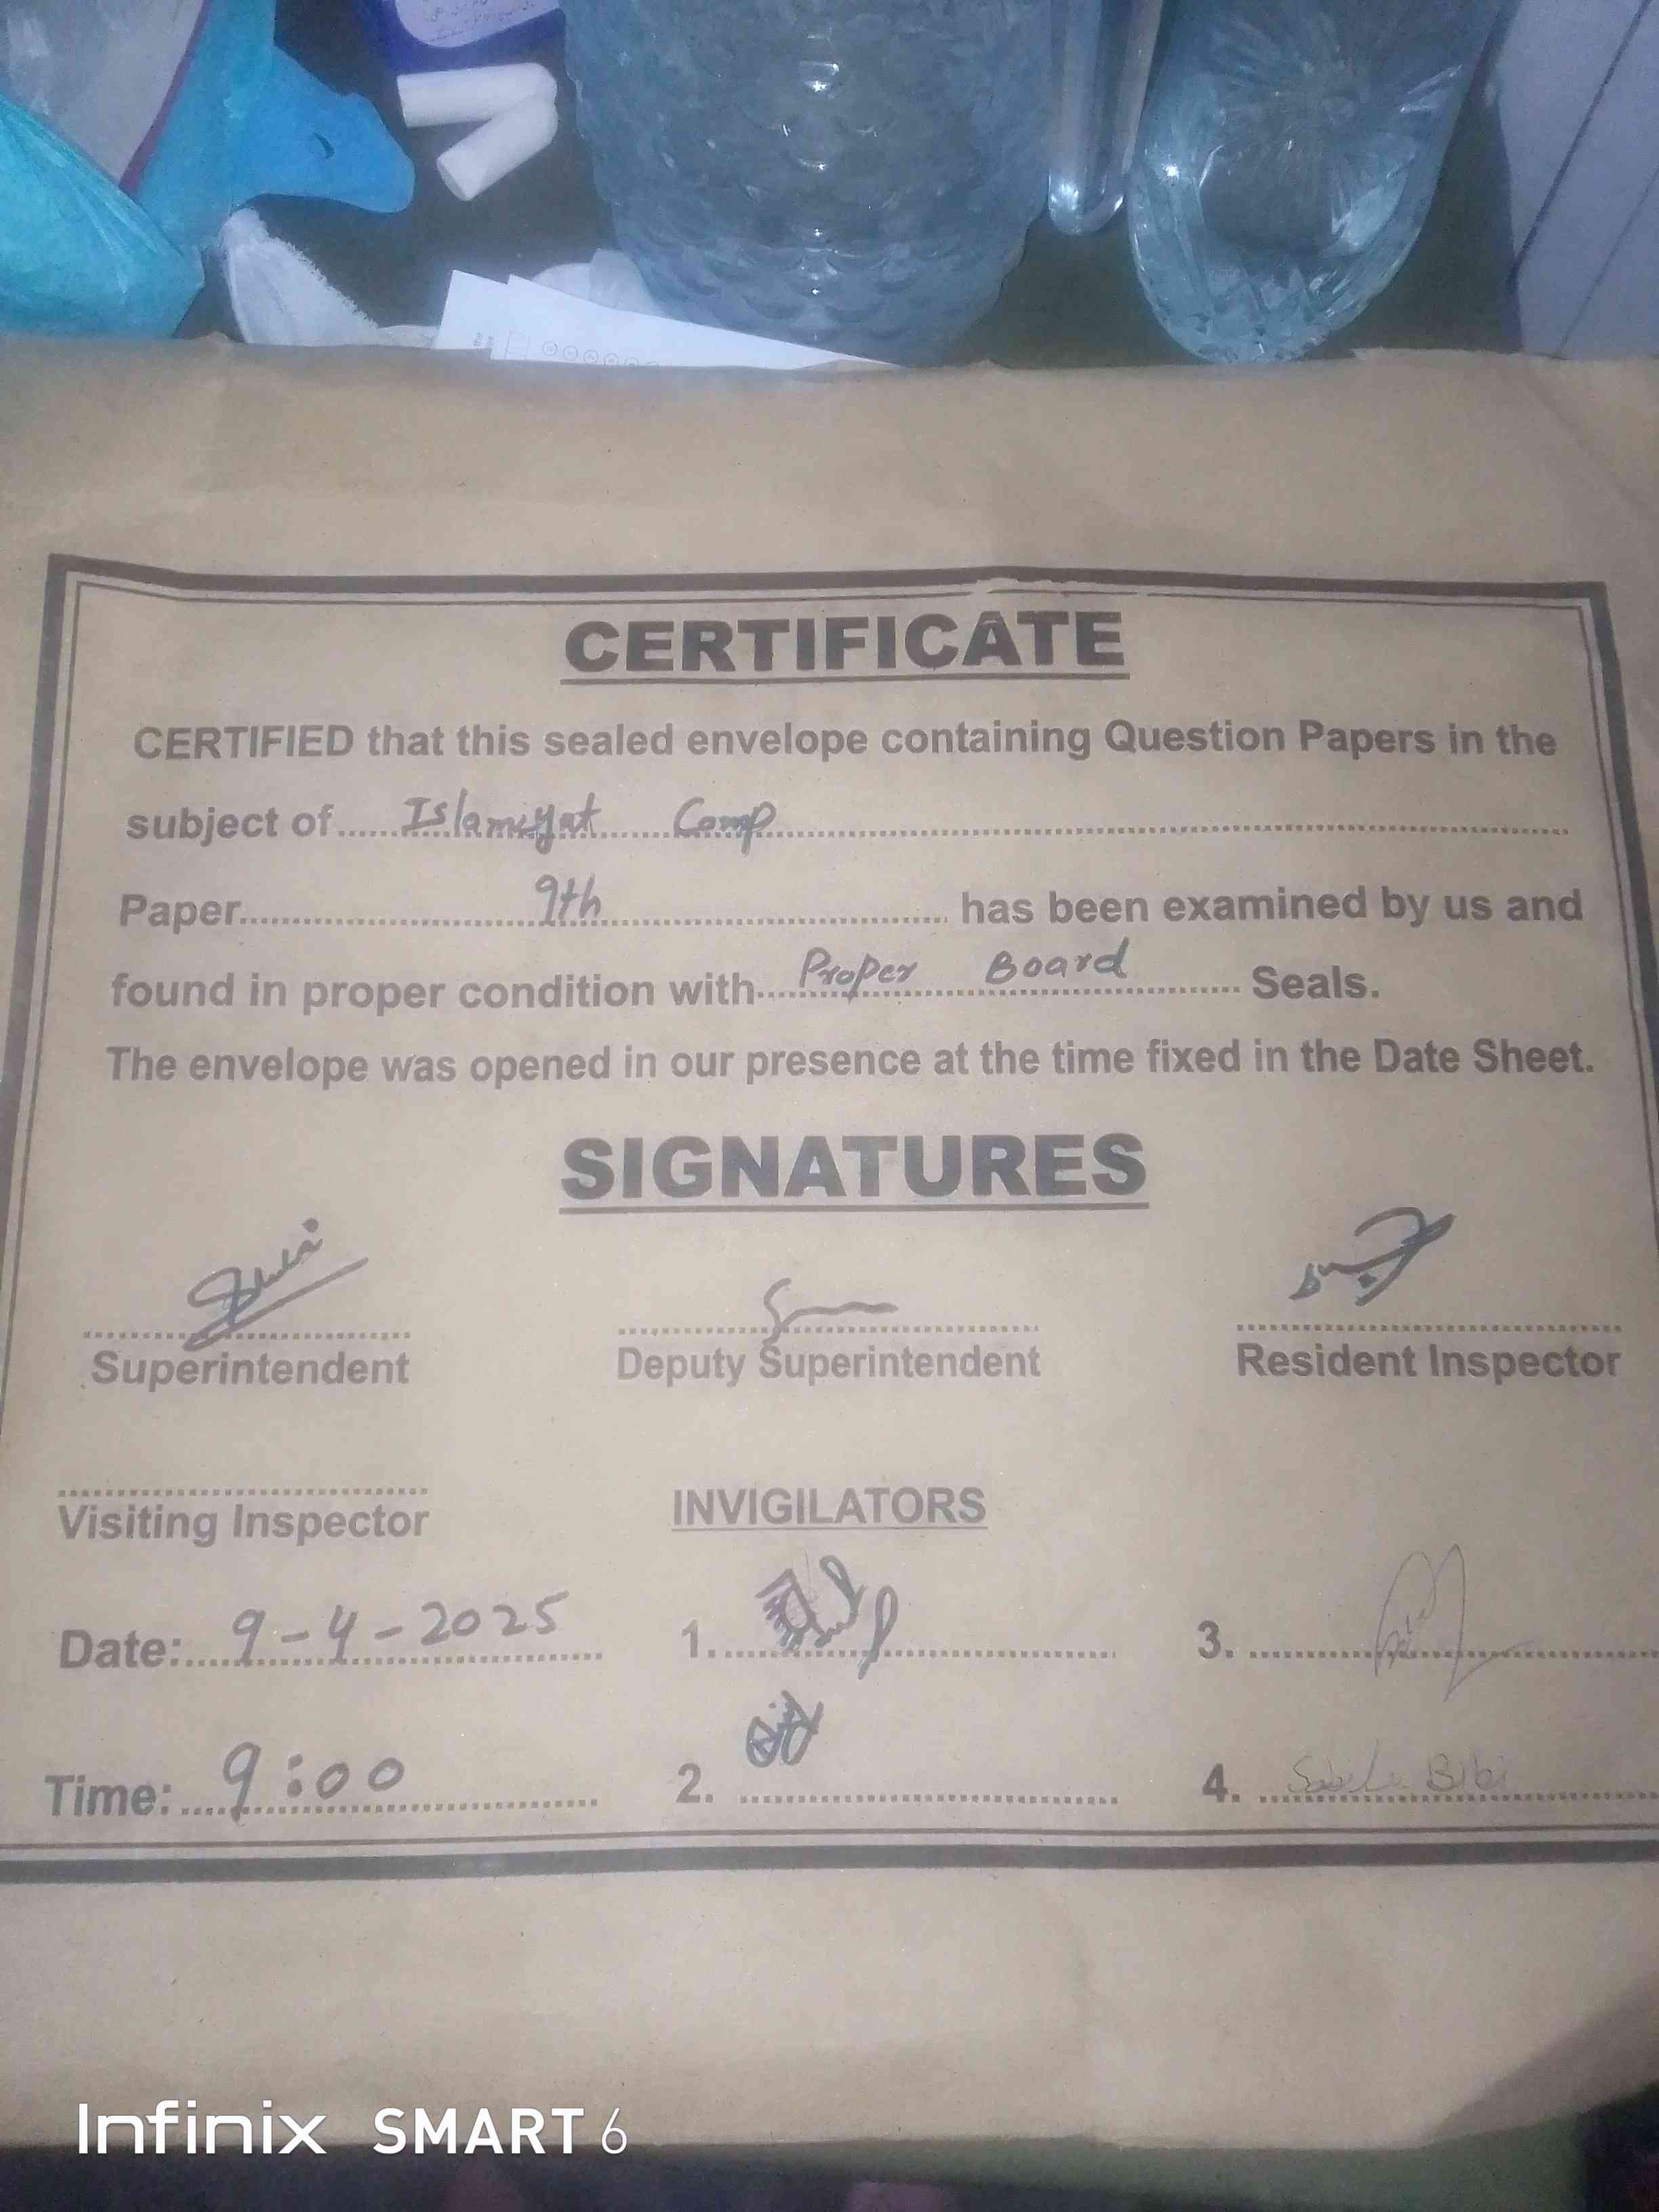 CERTIFICATE
CERTIFIED that this sealed envelope containing Question Papers in the
subject of Islamiyat Comp
Paper 9th has been examined by us and
found in proper condition with Proper Board Seals.
The envelope was opened in our presence at the time fixed in the Date Sheet.
SIGNATURES
Superintendent Deputy Superintendent Resident Inspector
Visiting Inspector INVIGILATORS
Date: 9-4-2025 1. 3.
Time: 9:00 2. 4. Bibi
Infinix SMART 6